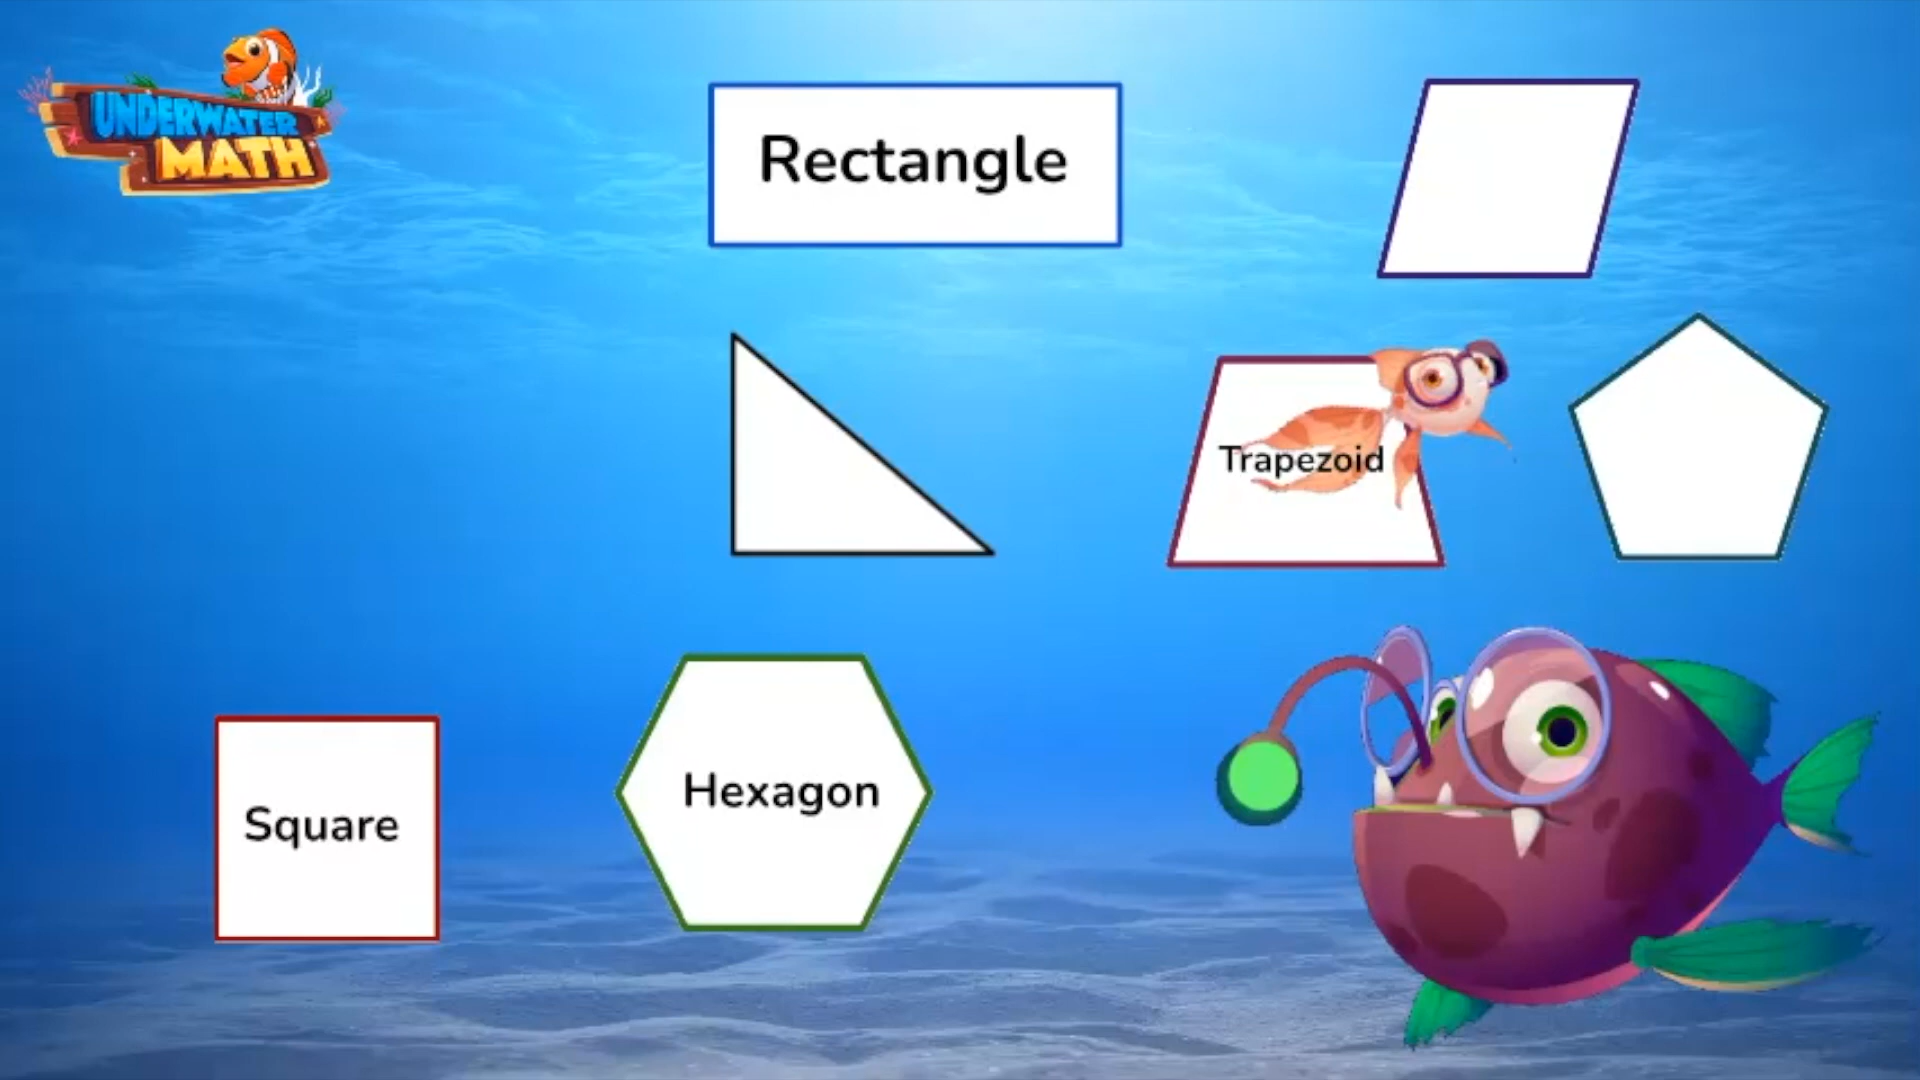 UNDERWATER
MATH
Rectangle
Trapezoid
Square
Hexagon